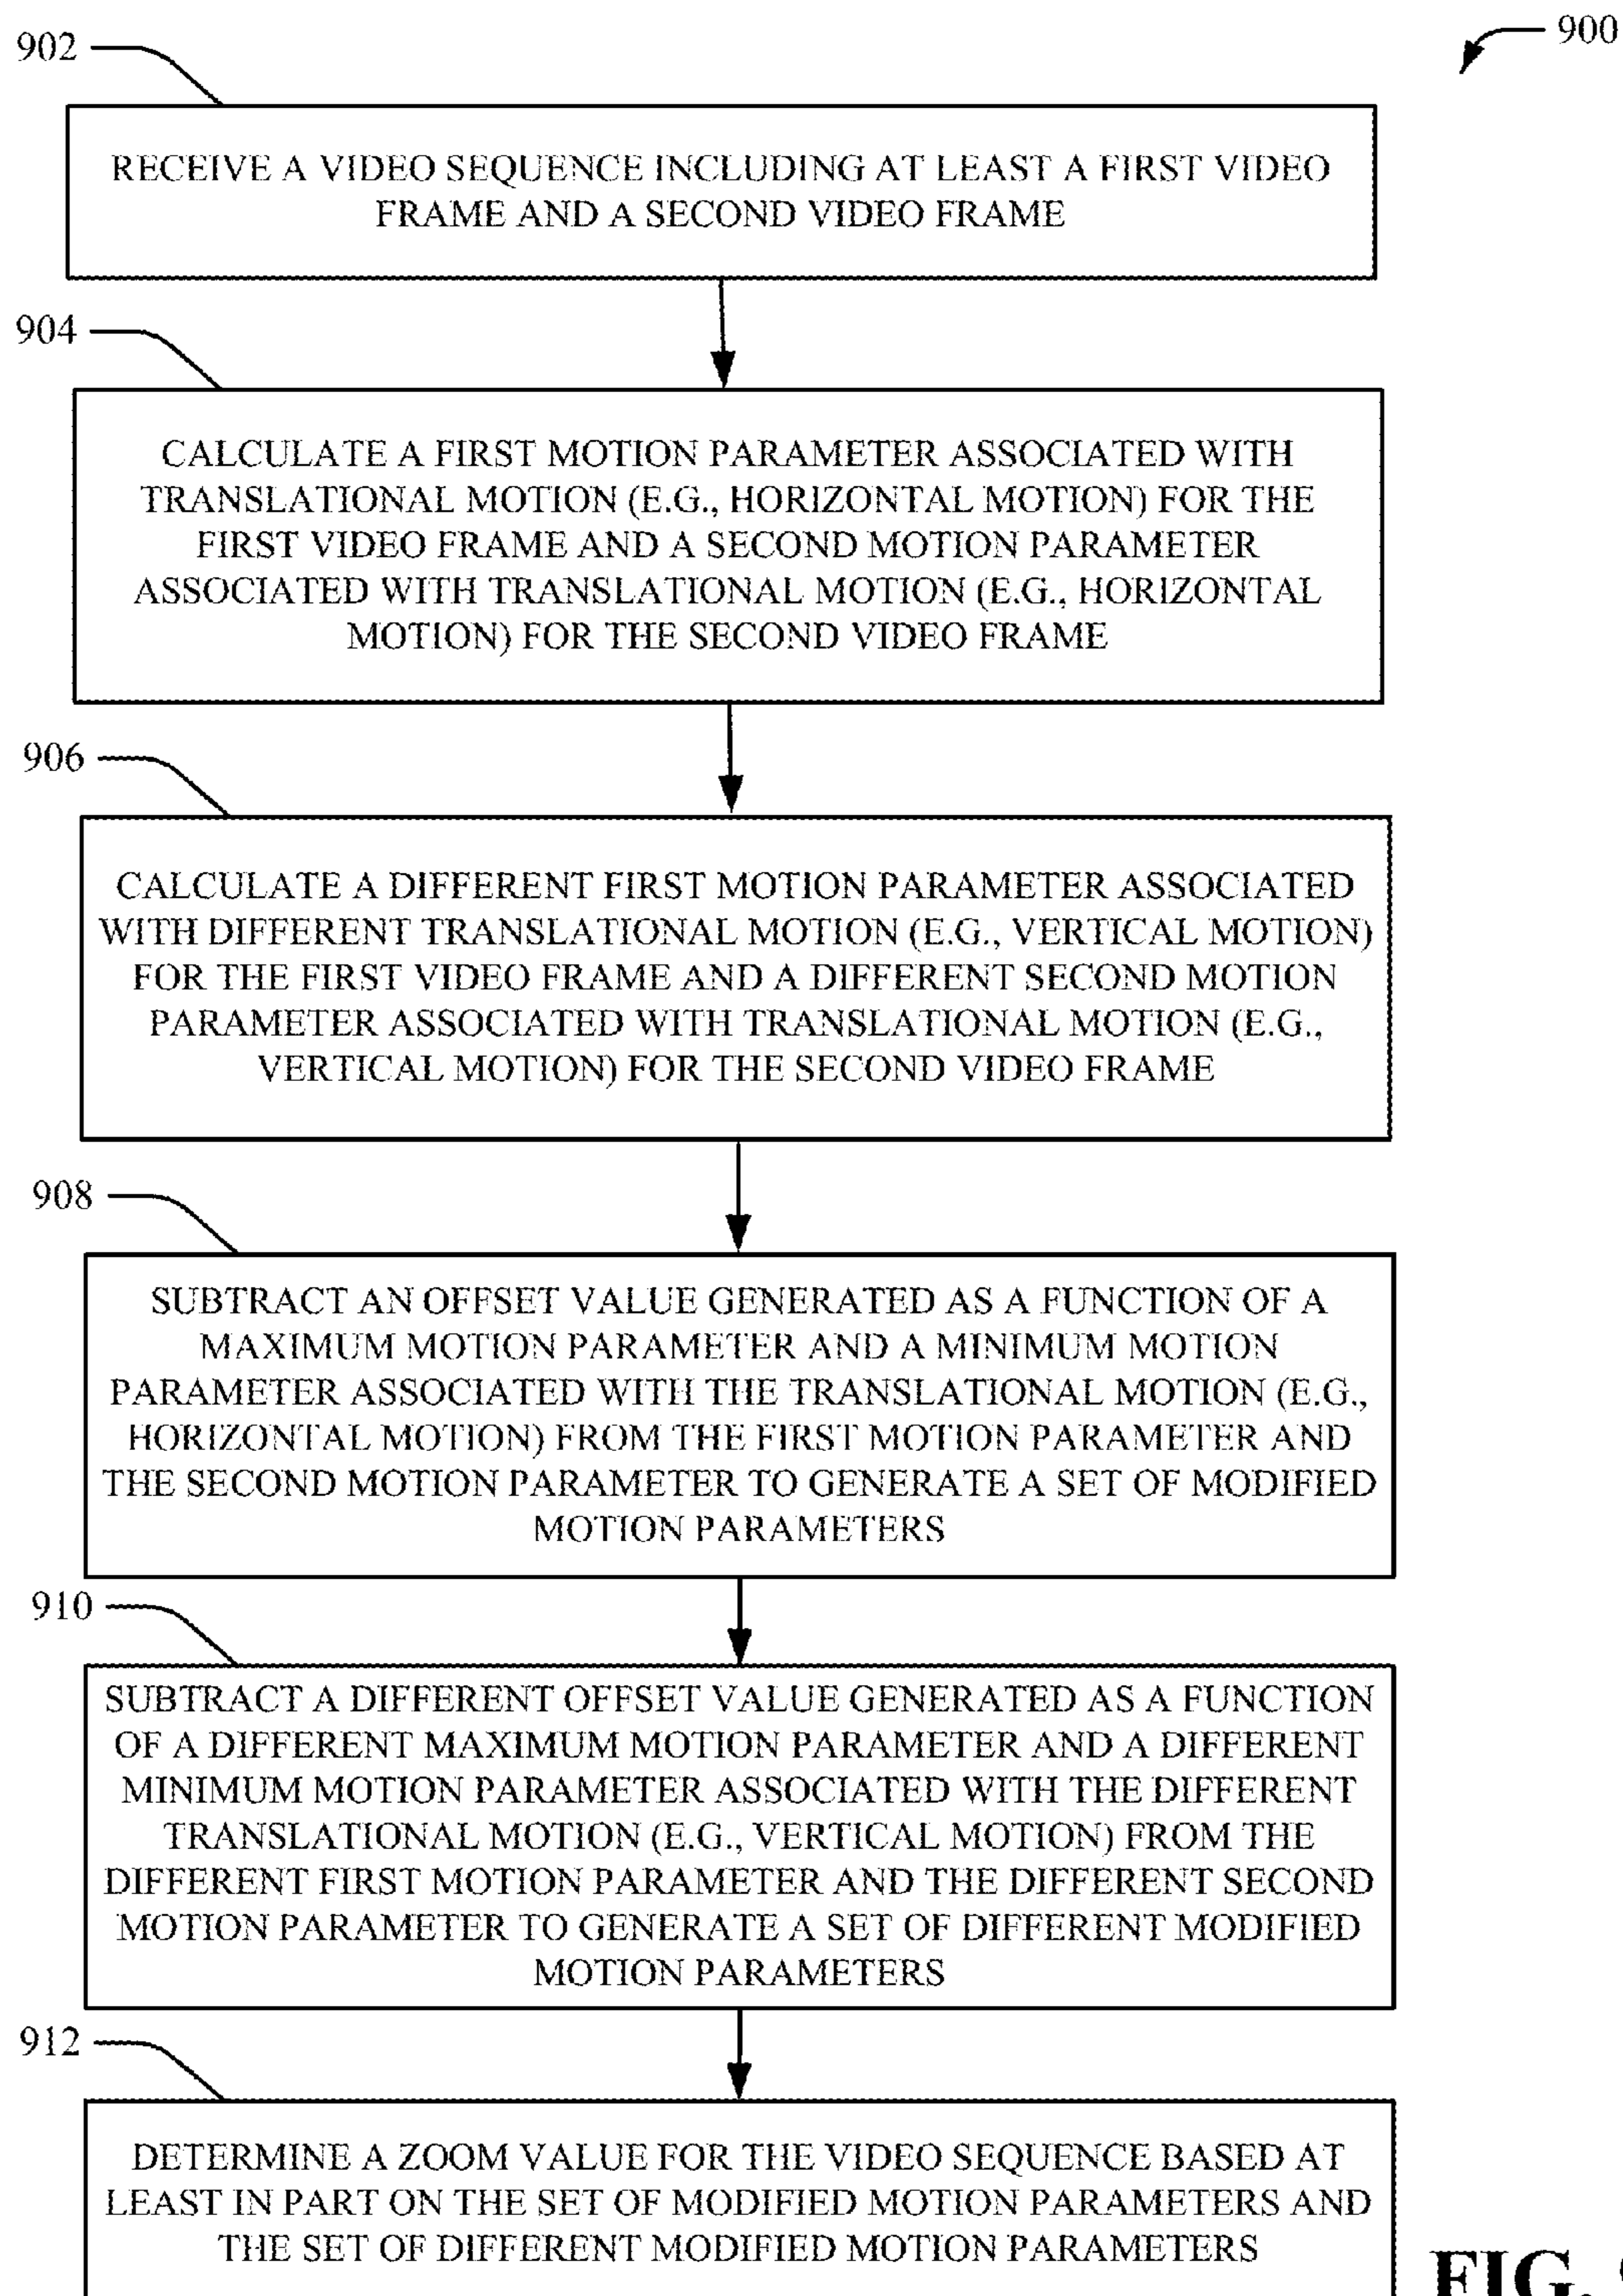 902
900
RECEIVE A VIDEO SEQUENCE INCLUDING AT LEAST A FIRST VIDEO
FRAME AND A SECOND VIDEO FRAME
904
CALCULATE A FIRST MOTION PARAMETER ASSOCIATED WITH
TRANSLATIONAL MOTION (E.G., HORIZONTAL MOTION) FOR THE
FIRST VIDEO FRAME AND A SECOND MOTION PARAMETER
ASSOCIATED WITH TRANSLATIONAL MOTION (E.G., HORIZONTAL
MOTION) FOR THE SECOND VIDEO FRAME
906
CALCULATE A DIFFERENT FIRST MOTION PARAMETER ASSOCIATED
WITH DIFFERENT TRANSLATIONAL MOTION (E.G., VERTICAL MOTION)
FOR THE FIRST VIDEO FRAME AND A DIFFERENT SECOND MOTION
PARAMETER ASSOCIATED WITH TRANSLATIONAL MOTION (E.G.,
VERTICAL MOTION) FOR THE SECOND VIDEO FRAME
908
SUBTRACT AN OFFSET VALUE GENERATED AS A FUNCTION OF A
MAXIMUM MOTION PARAMETER AND A MINIMUM MOTION
PARAMETER ASSOCIATED WITH THE TRANSLATIONAL MOTION (E.G.,
HORIZONTAL MOTION) FROM THE FIRST MOTION PARAMETER AND
THE SECOND MOTION PARAMETER TO GENERATE A SET OF MODIFIED
MOTION PARAMETERS
910
SUBTRACT A DIFFERENT OFFSET VALUE GENERATED AS A FUNCTION
OF A DIFFERENT MAXIMUM MOTION PARAMETER AND A DIFFERENT
MINIMUM MOTION PARAMETER ASSOCIATED WITH THE DIFFERENT
TRANSLATIONAL MOTION (E.G., VERTICAL MOTION) FROM THE
DIFFERENT FIRST MOTION PARAMETER AND THE DIFFERENT SECOND
MOTION PARAMETER TO GENERATE A SET OF DIFFERENT MODIFIED
MOTION PARAMETERS
912
DETERMINE A ZOOM VALUE FOR THE VIDEO SEQUENCE BASED AT
LEAST IN PART ON THE SET OF MODIFIED MOTION PARAMETERS AND
THE SET OF DIFFERENT MODIFIED MOTION PARAMETERS
FIG.